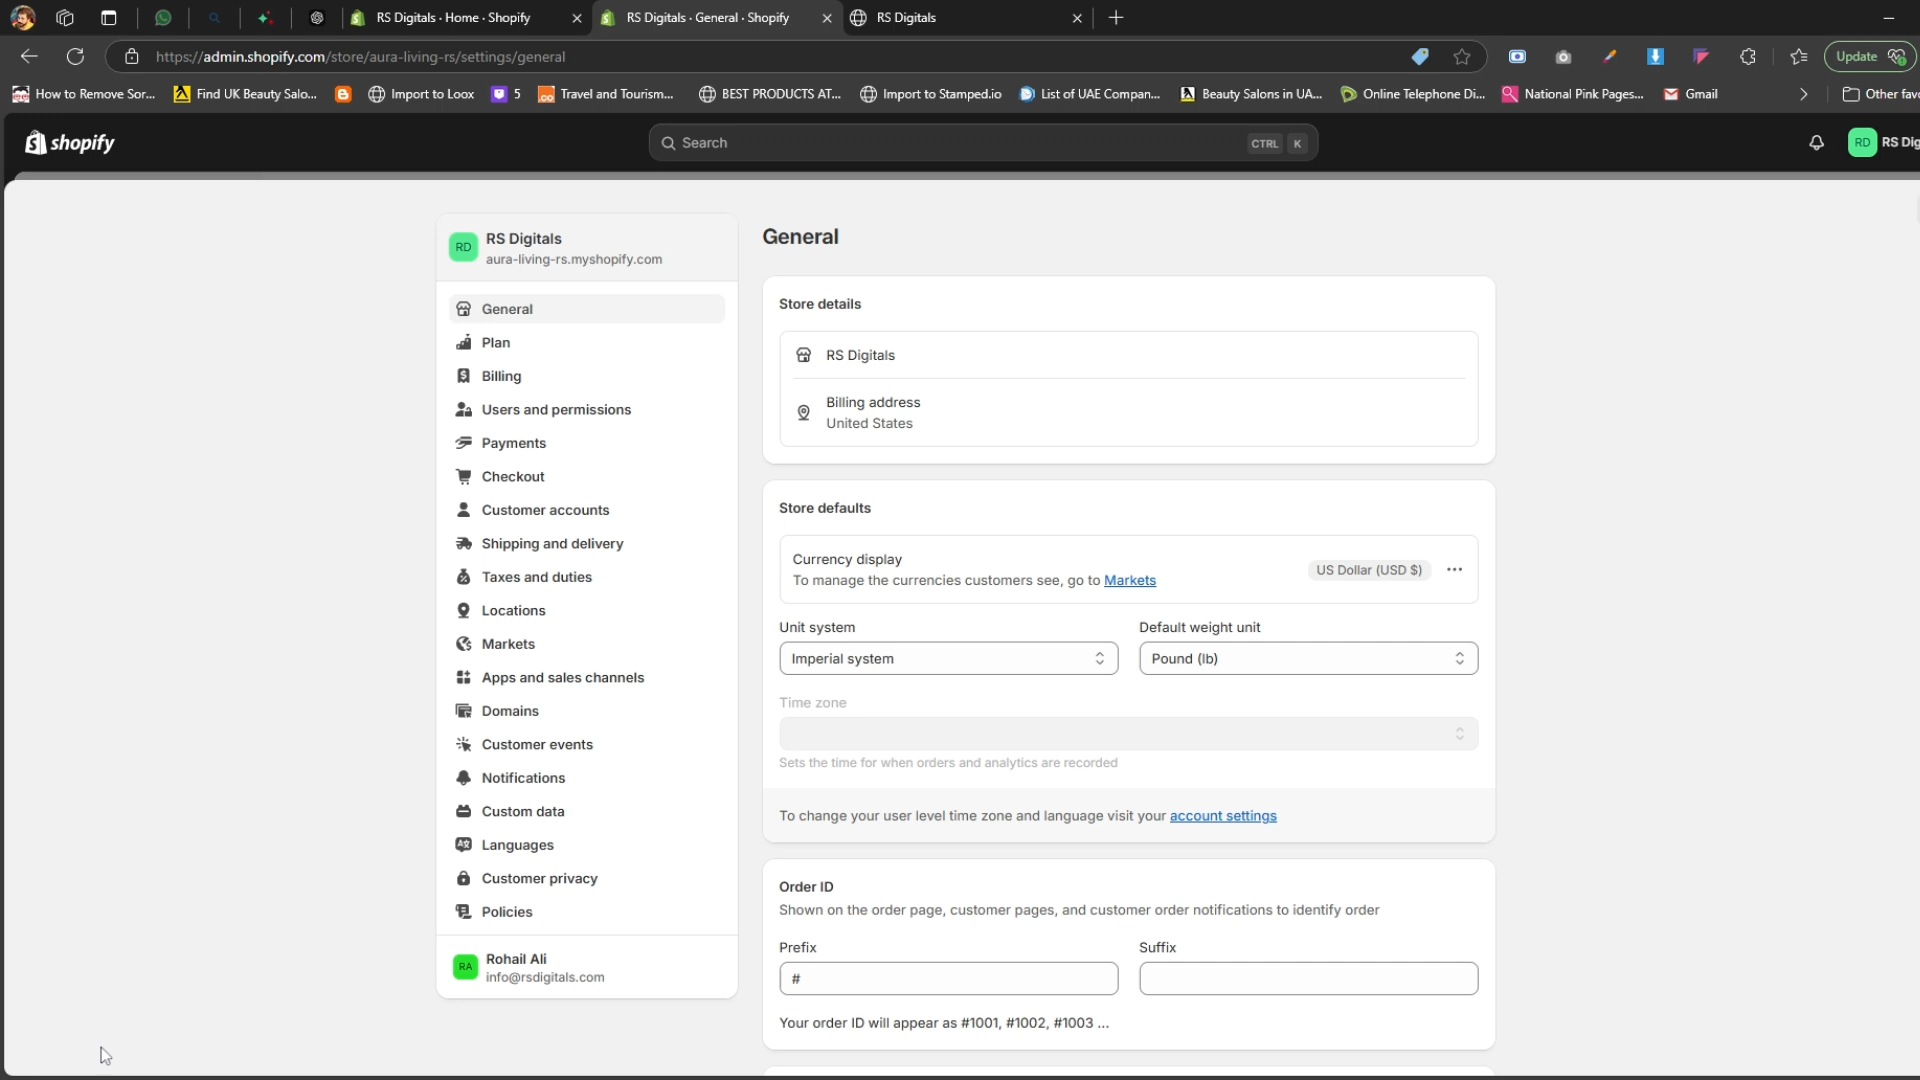 RS Digitals · Home · Shopify
RS Digitals · General · Shopify
RS Digitals
https://admin.shopify.com/store/aura-living-rs/settings/general
Update
How to Remove Sor...
Find UK Beauty Salo...
Import to Loox
5
Travel and Tourism...
BEST PRODUCTS AT...
Import to Stamped.io
List of UAE Compan...
Beauty Salons in UA...
Online Telephone Di...
National Pink Pages...
Gmail
Other favo
shopify
Search
CTRL K
RD RS Dig
RD
RS Digitals
aura-living-rs.myshopify.com
General
Plan
Billing
Users and permissions
Payments
Checkout
Customer accounts
Shipping and delivery
Taxes and duties
Locations
Markets
Apps and sales channels
Domains
Customer events
Notifications
Custom data
Languages
Customer privacy
Policies
RA
Rohail Ali
info@rsdigitals.com
General
Store details
RS Digitals
Billing address
United States
Store defaults
Currency display
To manage the currencies customers see, go to Markets
US Dollar (USD $)
Unit system
Imperial system
Default weight unit
Pound (lb)
Time zone
Sets the time for when orders and analytics are recorded
To change your user level time zone and language visit your account settings
Order ID
Shown on the order page, customer pages, and customer order notifications to identify order
Prefix
#
Suffix
Your order ID will appear as #1001, #1002, #1003 ...